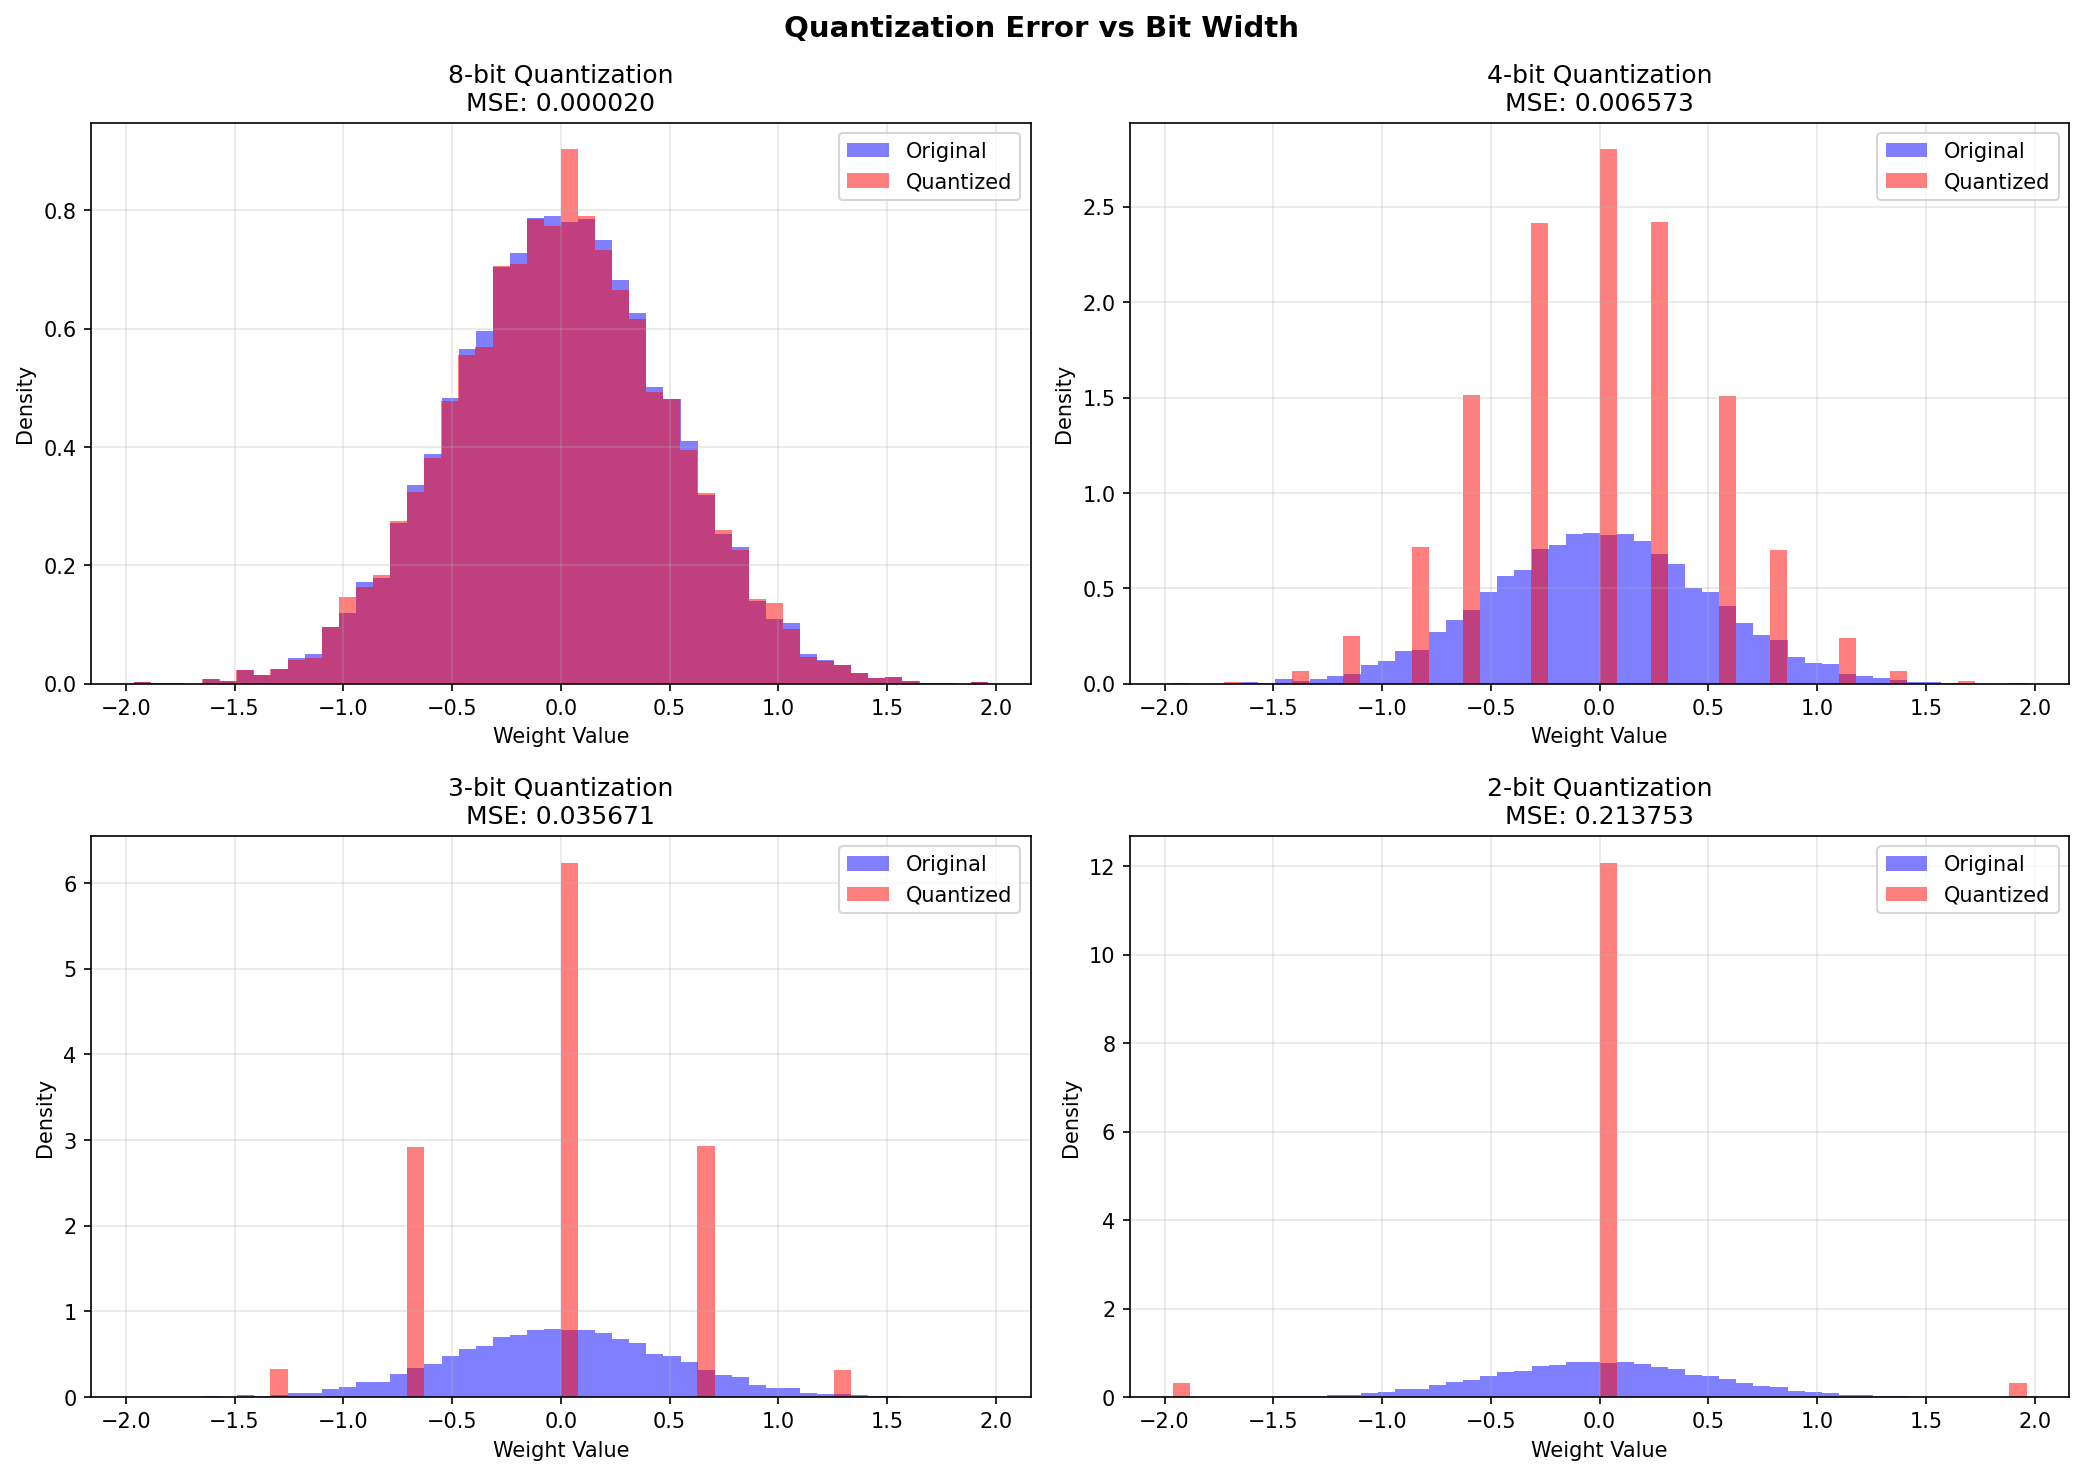 Quantization Error vs Bit Width
8-bit Quantization
MSE: 0.000020
Original
Quantized
Density
0.8
0.6
0.4
0.2
0.0
−2.0 −1.5 −1.0 −0.5 0.0 0.5 1.0 1.5 2.0
Weight Value
4-bit Quantization
MSE: 0.006573
Original
Quantized
Density
2.5
2.0
1.5
1.0
0.5
0.0
−2.0 −1.5 −1.0 −0.5 0.0 0.5 1.0 1.5 2.0
Weight Value
3-bit Quantization
MSE: 0.035671
Original
Quantized
Density
6
5
4
3
2
1
0
−2.0 −1.5 −1.0 −0.5 0.0 0.5 1.0 1.5 2.0
Weight Value
2-bit Quantization
MSE: 0.213753
Original
Quantized
Density
12
10
8
6
4
2
0
−2.0 −1.5 −1.0 −0.5 0.0 0.5 1.0 1.5 2.0
Weight Value